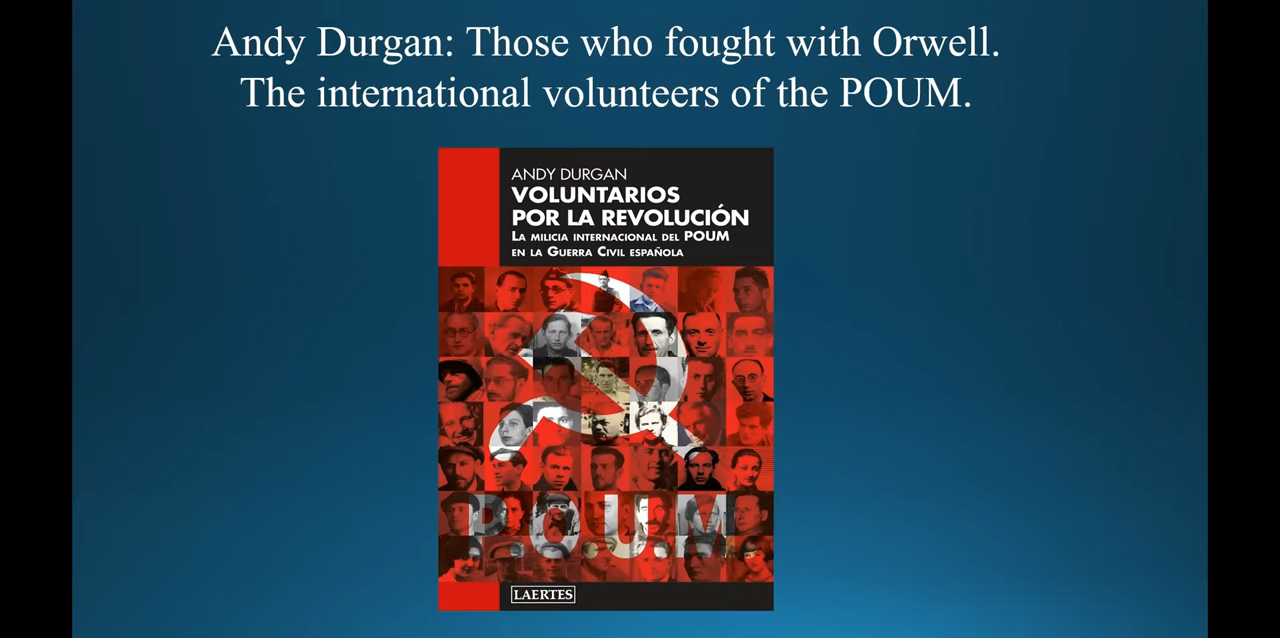 Andy Durgan: Those who fought with Orwell.
The international volunteers of the POUM.
ANDY DURGAN
VOLUNTARIOS
POR LA REVOLUCIÓN
LA MILICIA INTERNACIONAL DEL POUM
EN LA GUERRA CIVIL ESPAÑOLA
P.O.U.M
LAERTES